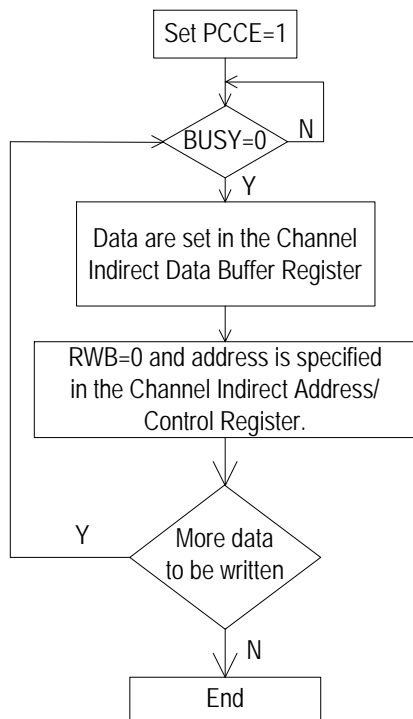 Set PCCE=1
N
BUSY=0
Y
Data are set in the Channel
Indirect Data Buffer Register
RWB=0 and address is specified
in the Channel Indirect Address/
Control Register.
Y
More data
to be written
N
End